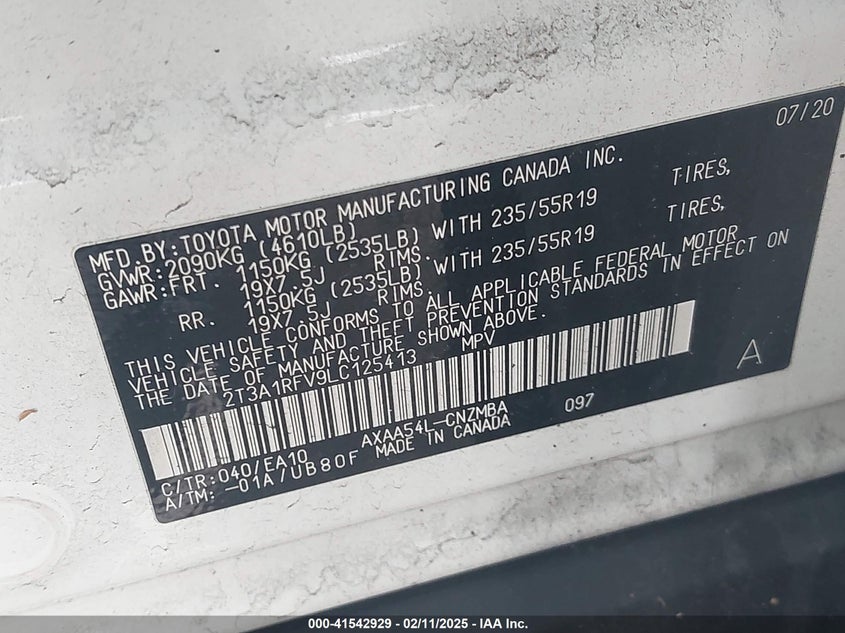 07/20
MFD.BY:TOYOTA MOTOR MANUFACTURING CANADA INC.
GVWR:2090KG (4610LB)
GAWR:FRT. 1150KG (2535LB) WITH 235/55R19 TIRES,
19X7.5J RIMS.
RR. 1150KG (2535LB) WITH 235/55R19 TIRES,
19X7.5J RIMS.
THIS VEHICLE CONFORMS TO ALL APPLICABLE FEDERAL MOTOR
VEHICLE SAFETY AND THEFT PREVENTION STANDARDS IN EFFECT ON
THE DATE OF MANUFACTURE SHOWN ABOVE.
2T3A1RFV9LC125413 MPV
A
C/TR:040/EA10 AXAA54L-CNZMBA 097
A/TM:-01A/UB80F MADE IN CANADA
000-41542929 - 02/11/2025 - IAA Inc.